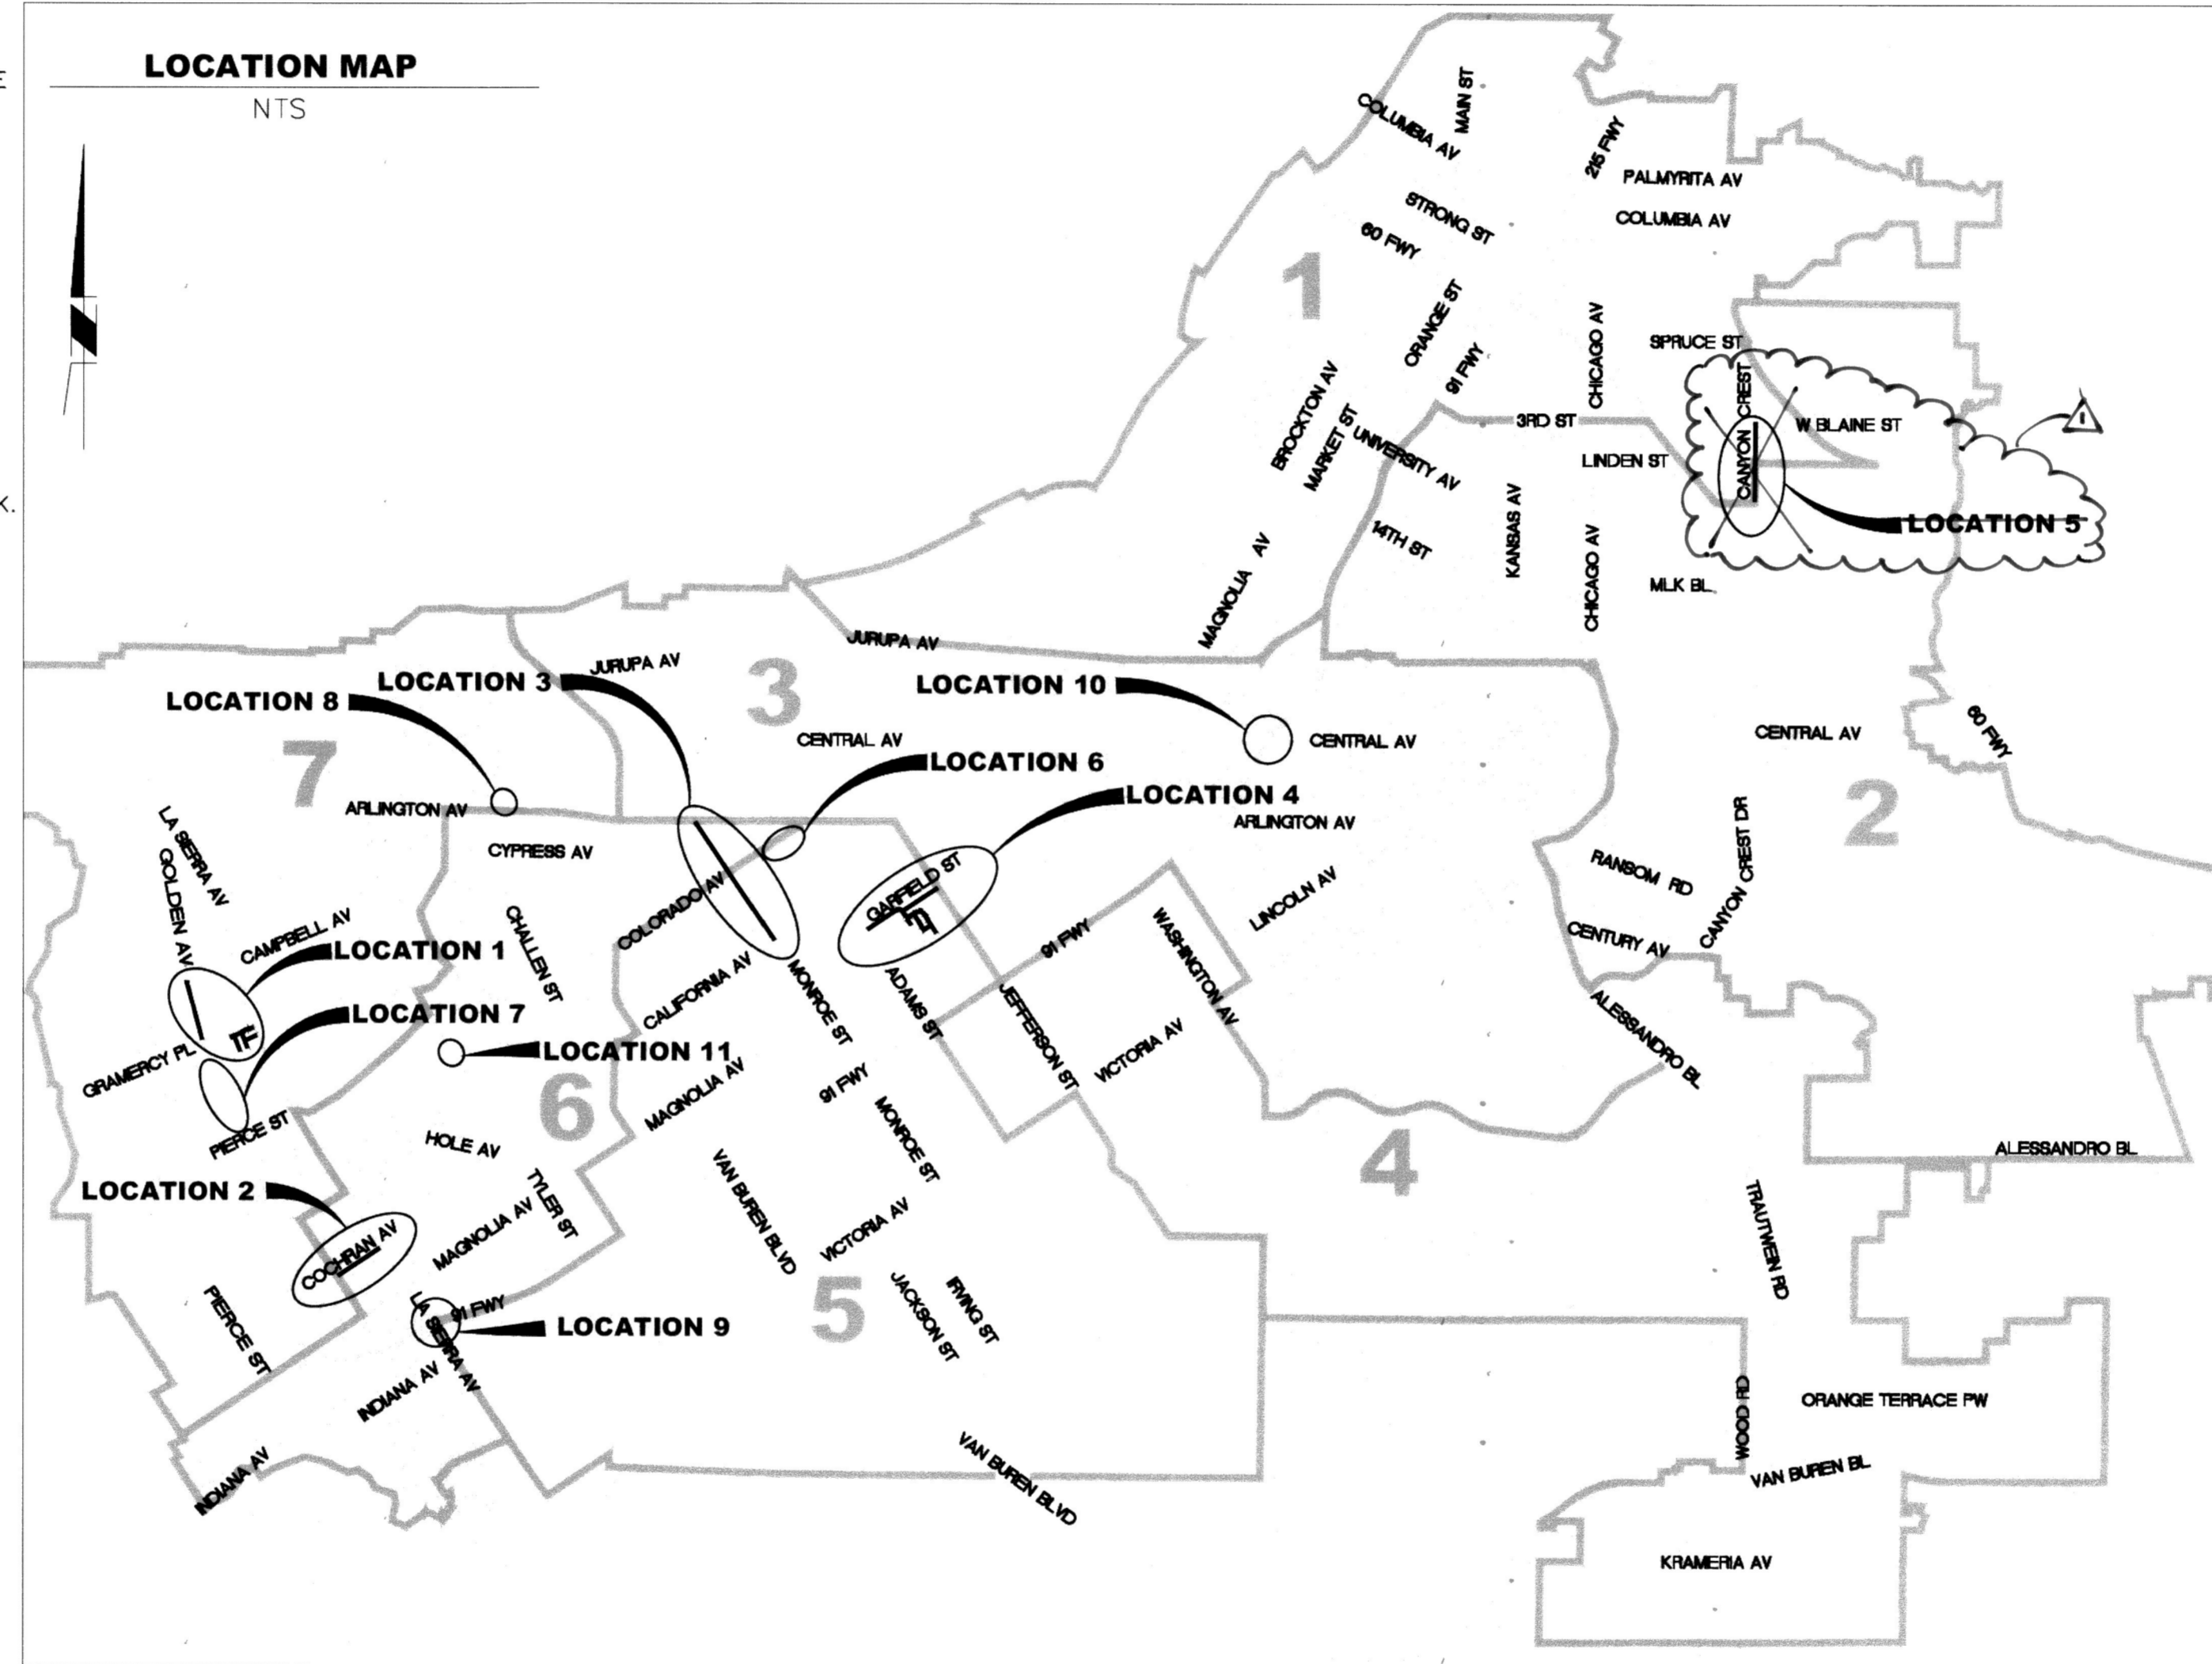 E
LOCATION MAP
NTS
K.
N
COLUMBIA AV
MAIN ST
215 FWY
PALMYRITA AV
COLUMBIA AV
STRONG ST
60 FWY
1
ORANGE ST
91 FWY
CHICAGO AV
SPRUCE ST
CANYON CREST
W BLAINE ST
1
BROCKTON AV
MARKET ST
UNIVERSITY AV
3RD ST
LINDEN ST
LOCATION 5
KANSAS AV
14TH ST
CHICAGO AV
MLK BL
MAGNOLIA AV
JURUPA AV
JURUPA AV
LOCATION 3
3
LOCATION 10
LOCATION 8
7
CENTRAL AV
CENTRAL AV
CENTRAL AV
60 FWY
LOCATION 6
LOCATION 4
2
ARLINGTON AV
ARLINGTON AV
LA SIERRA AV
GOLDEN AV
CYPRESS AV
GARFIELD ST
RANSOM RD
CANYON CREST DR
COLORADO AV
LINCOLN AV
CAMPBELL AV
CHALLEN ST
LOCATION 1
91 FWY
WASHINGTON AV
CENTURY AV
CALIFORNIA AV
MONROE ST
ADAMS ST
JEFFERSON ST
ALESSANDRO BL
LOCATION 7
GRAMERCY PL
LOCATION 11
6
VICTORIA AV
MAGNOLIA AV
91 FWY
MONROE ST
PIERCE ST
HOLE AV
4
ALESSANDRO BL
LOCATION 2
COCHRAN AV
MAGNOLIA AV
TYLER ST
VAN BUREN BLVD
VICTORIA AV
TRAUTWEIN RD
PIERCE ST
LA SIERRA AV
91 FWY
LOCATION 9
5
JACKSON ST
IRVING ST
INDIANA AV
WOOD RD
ORANGE TERRACE PW
INDIANA AV
VAN BUREN BLVD
VAN BUREN BL
KRAMERIA AV